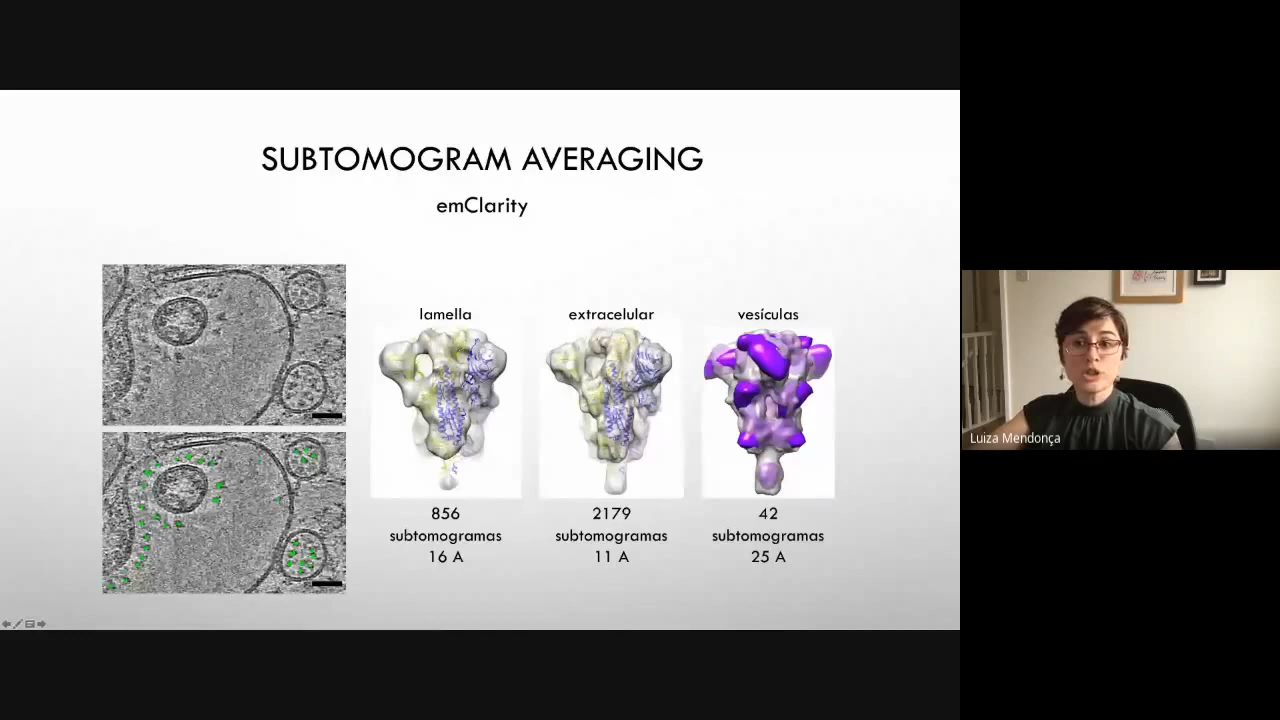 SUBTOMOGRAM AVERAGING
emClarity
lamella
extracelular
vesículas
856
subtomogramas
16 A
2179
subtomogramas
11 A
42
subtomogramas
25 A
Luiza Mendonça